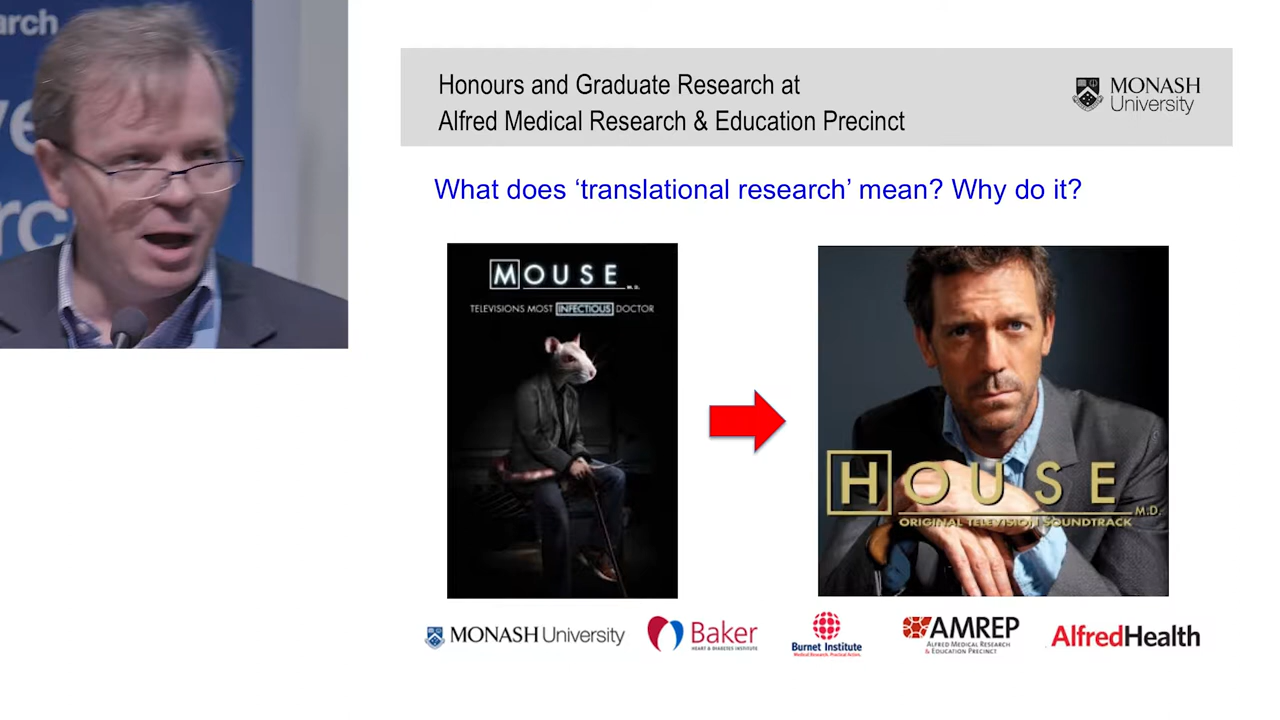 arch
Honours and Graduate Research at
Alfred Medical Research & Education Precinct
MONASH
University
What does ‘translational research’ mean? Why do it?
MOUSE M.D.
TELEVISIONS MOST INFECTIOUS DOCTOR
HOUSE M.D.
ORIGINAL TELEVISION SOUNDTRACK
MONASH University
Baker
HEART & DIABETES INSTITUTE
Burnet Institute
Medical Research. Practical Action.
AMREP
ALFRED MEDICAL RESEARCH
& EDUCATION PRECINCT
AlfredHealth